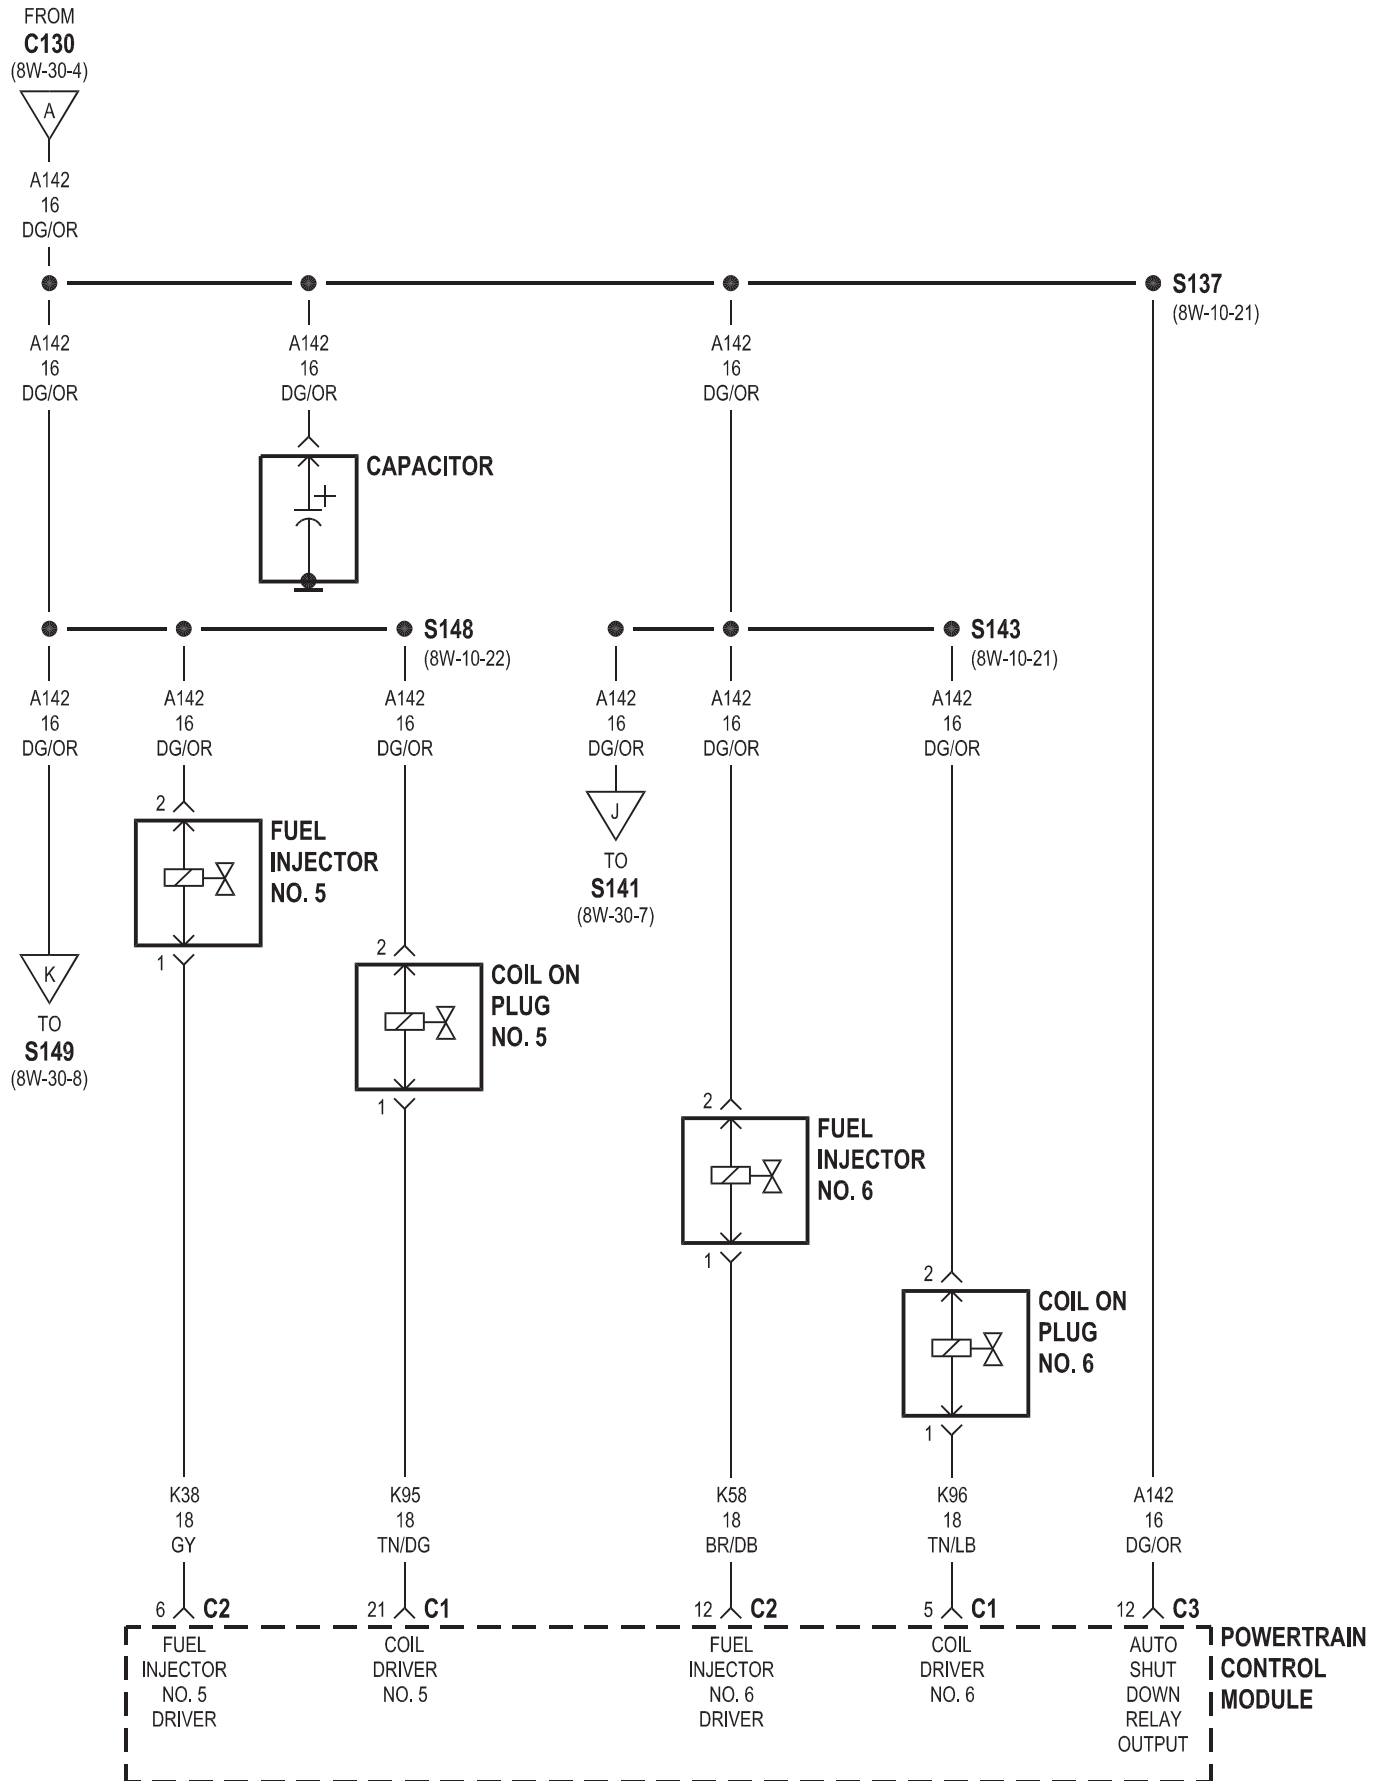 FROM
C130
(8W-30-4)
A
A142
16
DG/OR
S137
(8W-10-21)
A142
16
DG/OR
A142
16
DG/OR
A142
16
DG/OR
CAPACITOR
+
S148
(8W-10-22)
S143
(8W-10-21)
A142
16
DG/OR
A142
16
DG/OR
A142
16
DG/OR
A142
16
DG/OR
A142
16
DG/OR
A142
16
DG/OR
2
FUEL
INJECTOR
NO. 5
1
J
TO
S141
(8W-30-7)
K
TO
S149
(8W-30-8)
2
COIL ON
PLUG
NO. 5
1
2
FUEL
INJECTOR
NO. 6
1
2
COIL ON
PLUG
NO. 6
1
K38
18
GY
K95
18
TN/DG
K58
18
BR/DB
K96
18
TN/LB
A142
16
DG/OR
6 C2
21 C1
12 C2
5 C1
12 C3
FUEL
INJECTOR
NO. 5
DRIVER
COIL
DRIVER
NO. 5
FUEL
INJECTOR
NO. 6
DRIVER
COIL
DRIVER
NO. 6
AUTO
SHUT
DOWN
RELAY
OUTPUT
POWERTRAIN
CONTROL
MODULE